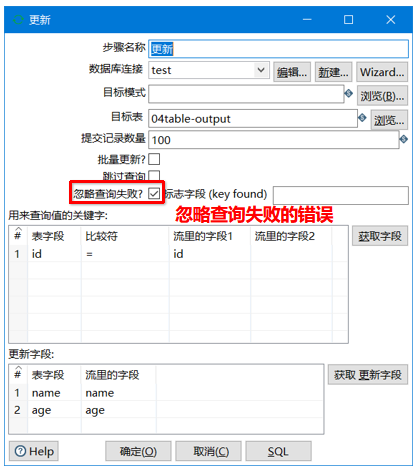 更新
步骤名称 更新
数据库连接 test 编辑... 新建... Wizard...
目标模式 浏览(B)...
目标表 04table-output 浏览...
提交记录数量 100
批量更新?
跳过查询
忽略查询失败? 标志字段 (key found)
忽略查询失败的错误
用来查询值的关键字:
# 表字段 比较符 流里的字段1 流里的字段2 获取字段
1 id = id
更新字段:
# 表字段 流里的字段 获取 更新字段
1 name name
2 age age
Help 确定(O) 取消(C) SQL